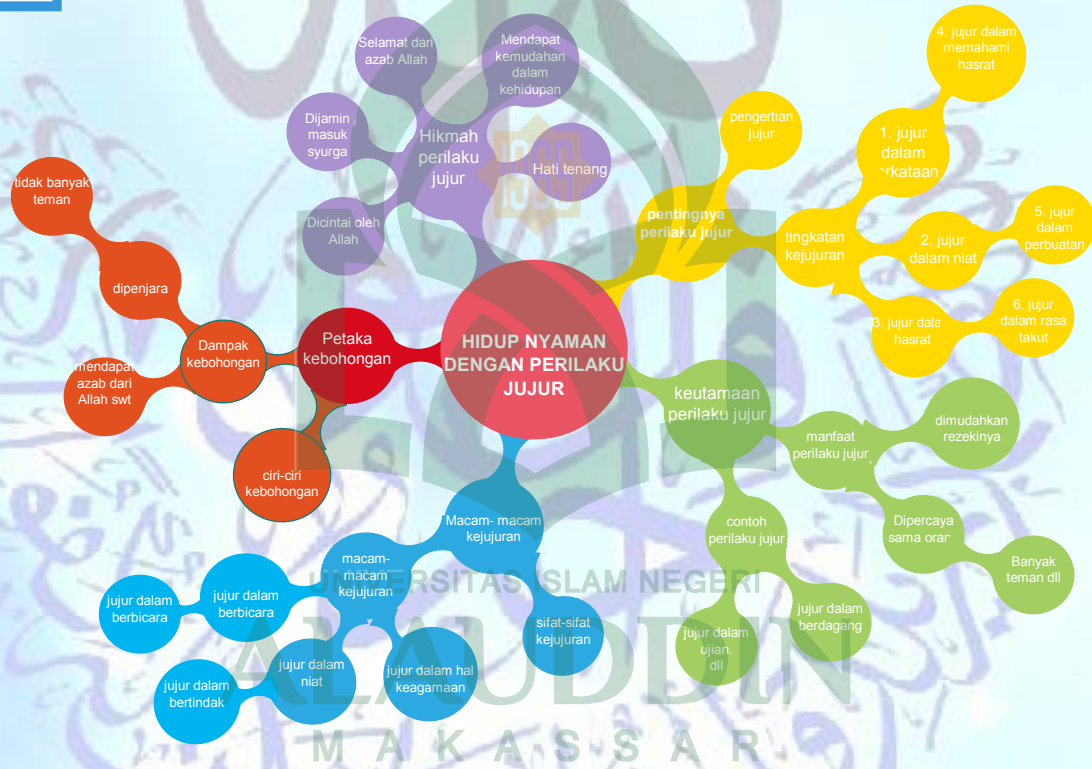 HIDUP NYAMAN
DENGAN PERILAKU
JUJUR
Hikmah
perilaku
jujur
Selamat dari
azab Allah
Mendapat
kemudahan
dalam
kehidupan
Dijamin
masuk
syurga
Hati tenang
Dicintai oleh
Allah
pentingnya
perilaku jujur
pengertian
jujur
tingkatan
kejujuran
1. jujur
dalam
rkataan
4. jujur dalam
memahami
hasrat
2. jujur
dalam niat
5. jujur
dalam
perbuatan
3. jujur dala
hasrat
6. jujur
dalam rasa
takut
keutamaan
perilaku jujur
manfaat
perilaku jujur
dimudahkan
rezekinya
Dipercaya
sama oran
Banyak
teman dll
contoh
perilaku jujur
jujur dalam
berdagang
jujur dalam
ujian.
dll
Macam- macam
kejujuran
sifat-sifat
kejujuran
macam-
macam
kejujuran
jujur dalam
berbicara
jujur dalam
berbicara
jujur dalam
niat
jujur dalam
bertindak
jujur dalam hal
keagamaan
Petaka
kebohongan
Dampak
kebohongan
dipenjara
tidak banyak
teman
mendapat
azab dari
Allah swt
ciri-ciri
kebohongan
UNIVERSITAS ISLAM NEGERI
ALAUDDIN
MAKASSAR